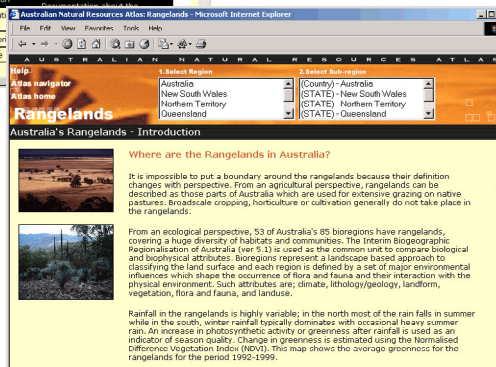 Documentation about the
Australian Natural Resources Atlas: Rangelands - Microsoft Internet Explorer
File Edit View Favorites Tools Help
AUSTRALIAN NATURAL RESOURCES ATLAS
Help
Atlas navigator
Atlas home
Rangelands
1.Select Region
Australia
New South Wales
Northern Territory
Queensland
2.Select Sub-region
(Country) - Australia
(STATE) - New South Wales
(STATE) - Northern Territory
(STATE) - Queensland
Australia's Rangelands - Introduction
Where are the Rangelands in Australia?
It is impossible to put a boundary around the rangelands because their definition
changes with perspective. From an agricultural perspective, rangelands can be
described as those parts of Australia which are used for extensive grazing on native
pastures. Broadscale cropping, horticulture or cultivation generally do not take place in
the rangelands.
From an ecological perspective, 53 of Australia's 85 bioregions have rangelands,
covering a huge diversity of habitats and communities. The Interim Biogeographic
Regionalisation of Australia (ver 5.1) is used as the common unit to compare biological
and biophysical attributes. Bioregions represent a landscape based approach to
classifying the land surface and each region is defined by a set of major environmental
influences which shape the occurrence of flora and fauna and their interaction with the
physical environment. Such attributes are; climate, lithology/geology, landform,
vegetation, flora and fauna, and landuse.
Rainfall in the rangelands is highly variable; in the north most of the rain falls in summer
while in the south, winter rainfall typically dominates with occasional heavy summer
rain. An increase in photosynthetic activity or greenness after rainfall is used as an
indicator of season quality. Change in greenness is estimated using the Normalised
Difference Vegetation Index (NDVI). This map shows the average greenness for the
rangelands for the period 1992-1999.